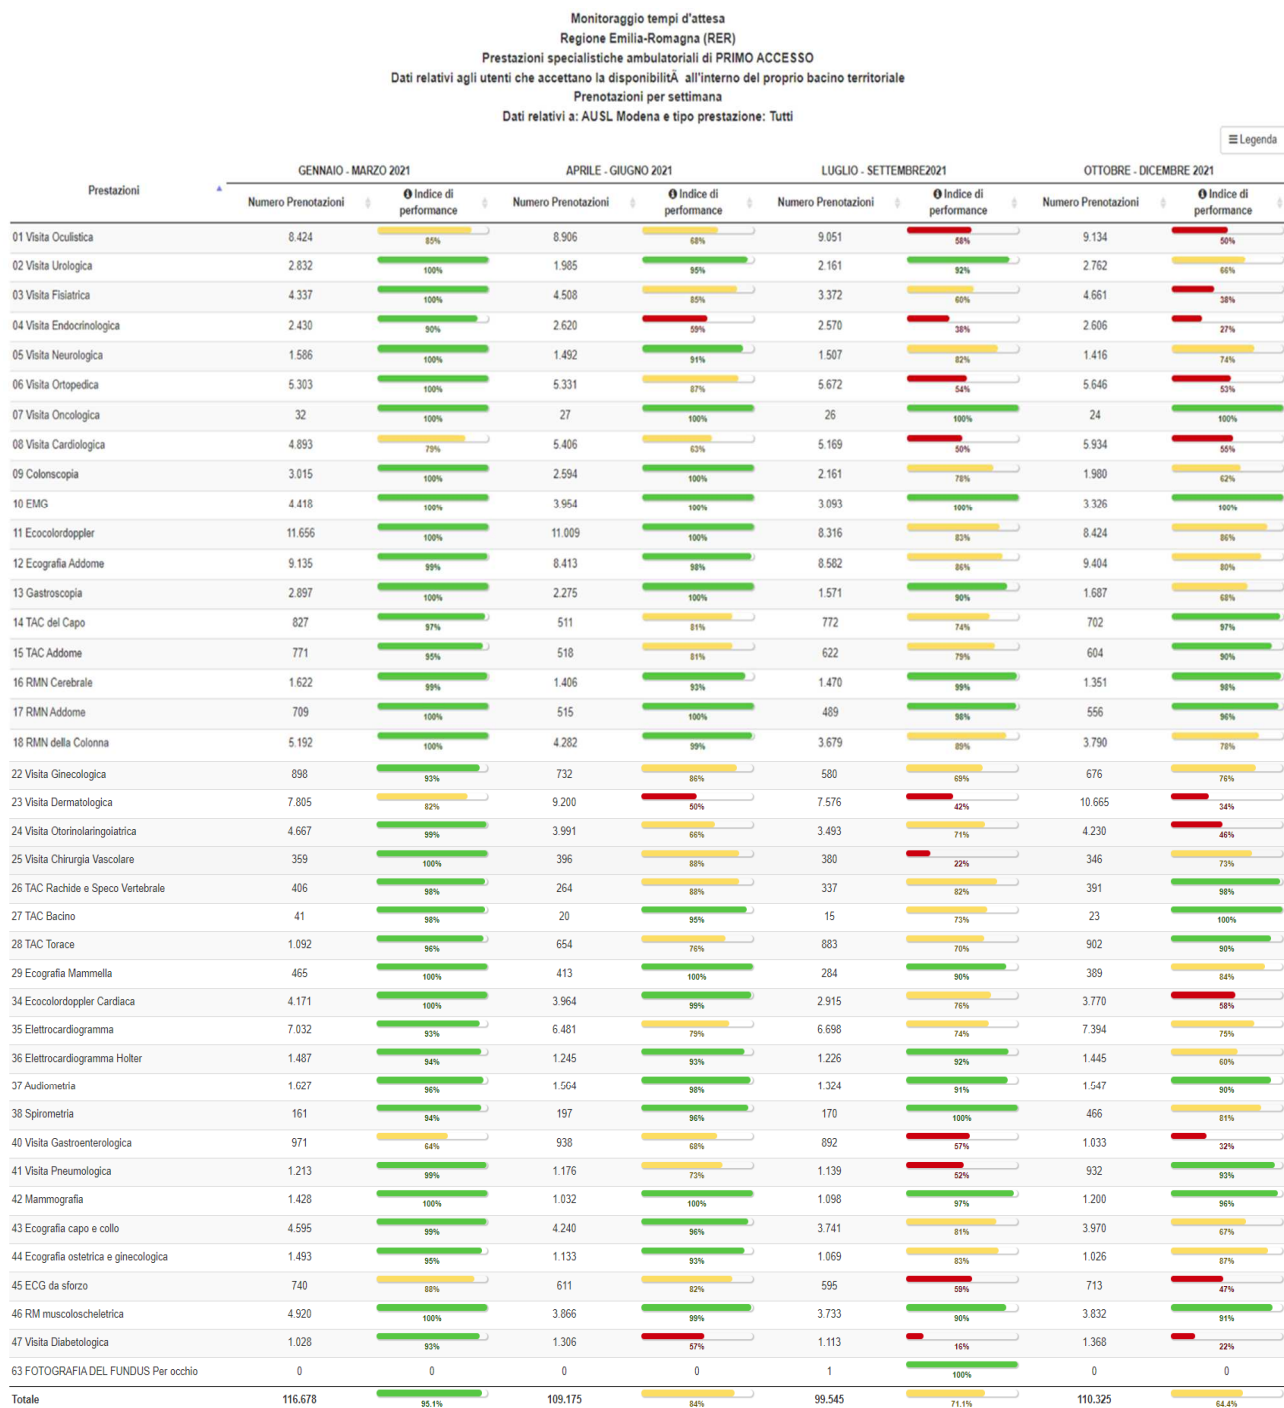 Monitoraggio tempi d'attesa
Regione Emilia-Romagna (RER)
Prestazioni specialistiche ambulatoriali di PRIMO ACCESSO
Dati relativi agli utenti che accettano la disponibilitÃ all'interno del proprio bacino territoriale
Prenotazioni per settimana
Dati relativi a: AUSL Modena e tipo prestazione: Tutti
Legenda
Prestazioni GENNAIO - MARZO 2021 APRILE - GIUGNO 2021 LUGLIO - SETTEMBRE2021 OTTOBRE - DICEMBRE 2021
Numero Prenotazioni Indice di performance Numero Prenotazioni Indice di performance Numero Prenotazioni Indice di performance Numero Prenotazioni Indice di performance
01 Visita Oculistica 8.424 85% 8.906 68% 9.051 58% 9.134 50%
02 Visita Urologica 2.832 100% 1.985 95% 2.161 92% 2.762 66%
03 Visita Fisiatrica 4.337 100% 4.508 85% 3.372 60% 4.661 38%
04 Visita Endocrinologica 2.430 90% 2.620 59% 2.570 38% 2.606 27%
05 Visita Neurologica 1.586 100% 1.492 91% 1.507 82% 1.416 74%
06 Visita Ortopedica 5.303 100% 5.331 87% 5.672 54% 5.646 53%
07 Visita Oncologica 32 100% 27 100% 26 100% 24 100%
08 Visita Cardiologica 4.893 79% 5.406 63% 5.169 50% 5.934 55%
09 Colonscopia 3.015 100% 2.594 100% 2.161 78% 1.980 62%
10 EMG 4.418 100% 3.954 100% 3.093 100% 3.326 100%
11 Ecocolordoppler 11.656 100% 11.009 100% 8.316 83% 8.424 86%
12 Ecografia Addome 9.135 99% 8.413 98% 8.582 86% 9.404 80%
13 Gastroscopia 2.897 100% 2.275 100% 1.571 90% 1.687 68%
14 TAC del Capo 827 97% 511 81% 772 74% 702 97%
15 TAC Addome 771 95% 518 81% 622 79% 604 90%
16 RMN Cerebrale 1.622 99% 1.406 93% 1.470 99% 1.351 98%
17 RMN Addome 709 100% 515 100% 489 98% 556 96%
18 RMN della Colonna 5.192 100% 4.282 99% 3.679 89% 3.790 78%
22 Visita Ginecologica 898 93% 732 86% 580 69% 676 76%
23 Visita Dermatologica 7.805 82% 9.200 50% 7.576 42% 10.665 34%
24 Visita Otorinolaringoiatrica 4.667 99% 3.991 66% 3.493 71% 4.230 46%
25 Visita Chirurgia Vascolare 359 100% 396 88% 380 22% 346 73%
26 TAC Rachide e Speco Vertebrale 406 98% 264 88% 337 82% 391 98%
27 TAC Bacino 41 98% 20 95% 15 73% 23 100%
28 TAC Torace 1.092 96% 654 76% 883 70% 902 90%
29 Ecografia Mammella 465 100% 413 100% 284 90% 389 84%
34 Ecocolordoppler Cardiaca 4.171 100% 3.964 99% 2.915 76% 3.770 58%
35 Elettrocardiogramma 7.032 93% 6.481 79% 6.698 74% 7.394 75%
36 Elettrocardiogramma Holter 1.487 94% 1.245 93% 1.226 92% 1.445 60%
37 Audiometria 1.627 96% 1.564 98% 1.324 91% 1.547 90%
38 Spirometria 161 94% 197 96% 170 100% 466 81%
40 Visita Gastroenterologica 971 64% 938 68% 892 57% 1.033 32%
41 Visita Pneumologica 1.213 99% 1.176 73% 1.139 52% 932 93%
42 Mammografia 1.428 100% 1.032 100% 1.098 97% 1.200 96%
43 Ecografia capo e collo 4.595 99% 4.240 96% 3.741 81% 3.970 67%
44 Ecografia ostetrica e ginecologica 1.493 95% 1.133 93% 1.069 83% 1.026 87%
45 ECG da sforzo 740 88% 611 82% 595 59% 713 47%
46 RM muscoloscheletrica 4.920 100% 3.866 99% 3.733 90% 3.832 91%
47 Visita Diabetologica 1.028 93% 1.306 57% 1.113 16% 1.368 22%
63 FOTOGRAFIA DEL FUNDUS Per occhio 0 0 0 0 1 100% 0 0
Totale 116.678 95.1% 109.175 84% 99.545 71.1% 110.325 64.4%